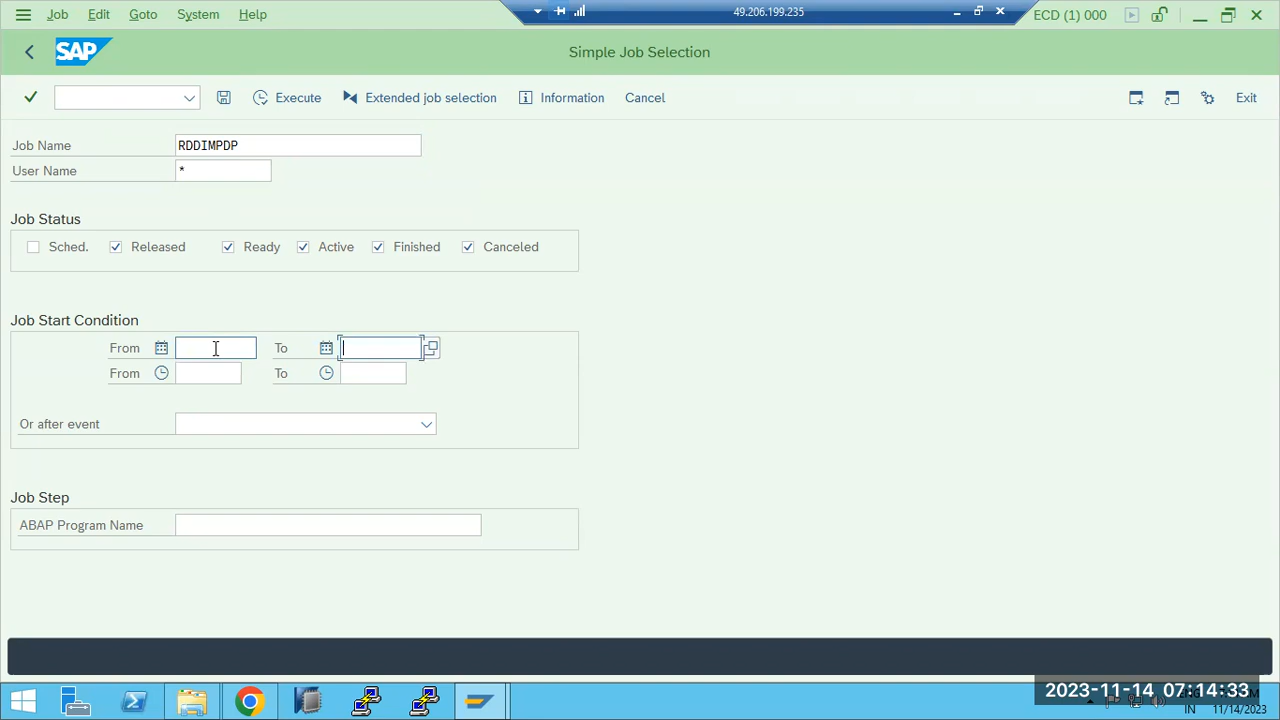 Job Edit Goto System Help 49.206.199.235 ECD (1) 000
SAP Simple Job Selection
Execute Extended job selection Information Cancel Exit
Job Name RDDIMPDP
User Name *
Job Status
Sched. Released Ready Active Finished Canceled
Job Start Condition
From To
From To
Or after event
Job Step
ABAP Program Name
2023-11-14 07:14:33
IN 11/14/2023